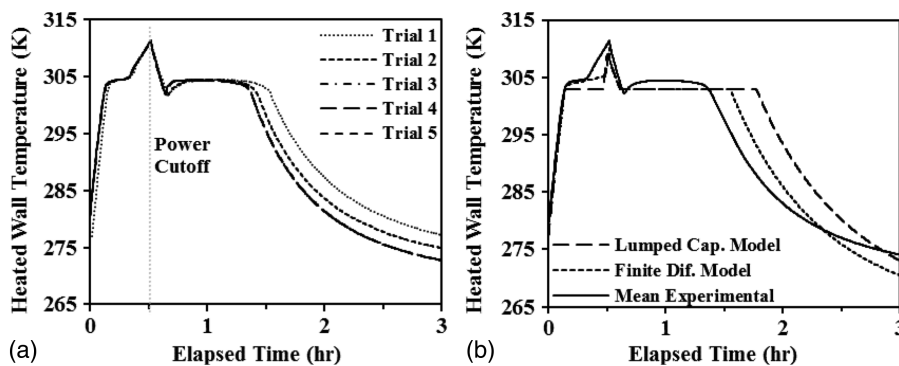 Heated Wall Temperature (K)
315
305
295
285
275
265
0
1
2
3
Elapsed Time (hr)
(a)
Power
Cutoff
Trial 1
Trial 2
Trial 3
Trial 4
Trial 5
Heated Wall Temperature (K)
315
305
295
285
275
265
0
1
2
3
Elapsed Time (hr)
(b)
Lumped Cap. Model
Finite Dif. Model
Mean Experimental